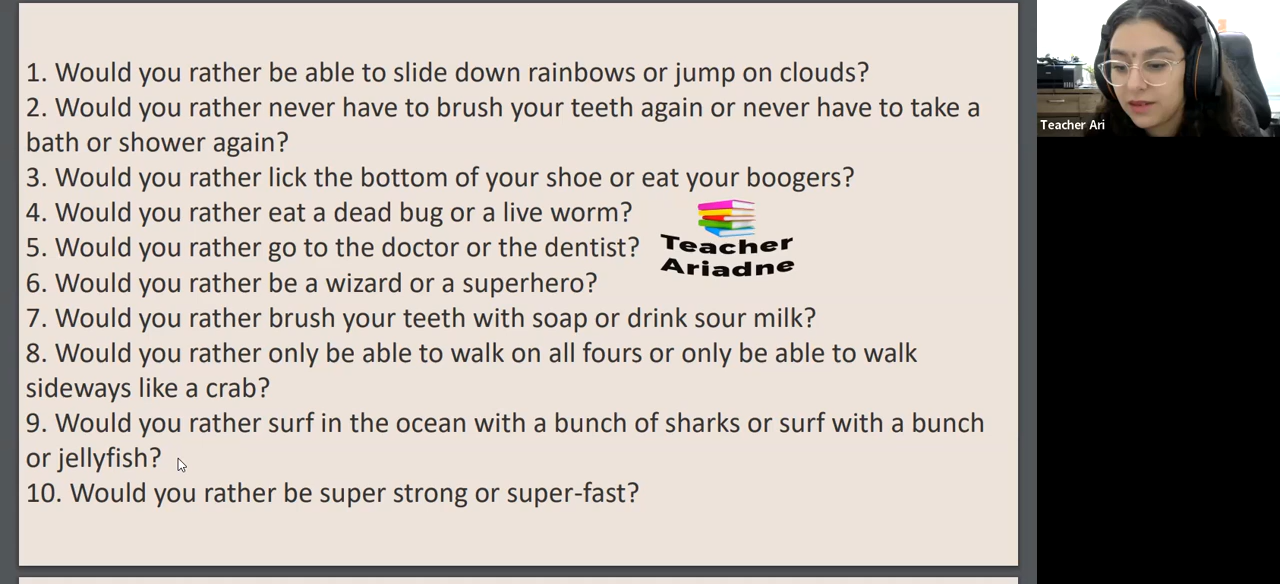 1. Would you rather be able to slide down rainbows or jump on clouds?
2. Would you rather never have to brush your teeth again or never have to take a
bath or shower again?
3. Would you rather lick the bottom of your shoe or eat your boogers?
4. Would you rather eat a dead bug or a live worm?
5. Would you rather go to the doctor or the dentist?
6. Would you rather be a wizard or a superhero?
7. Would you rather brush your teeth with soap or drink sour milk?
8. Would you rather only be able to walk on all fours or only be able to walk
sideways like a crab?
9. Would you rather surf in the ocean with a bunch of sharks or surf with a bunch
or jellyfish?
10. Would you rather be super strong or super-fast?
Teacher
Ariadne
Teacher Ari